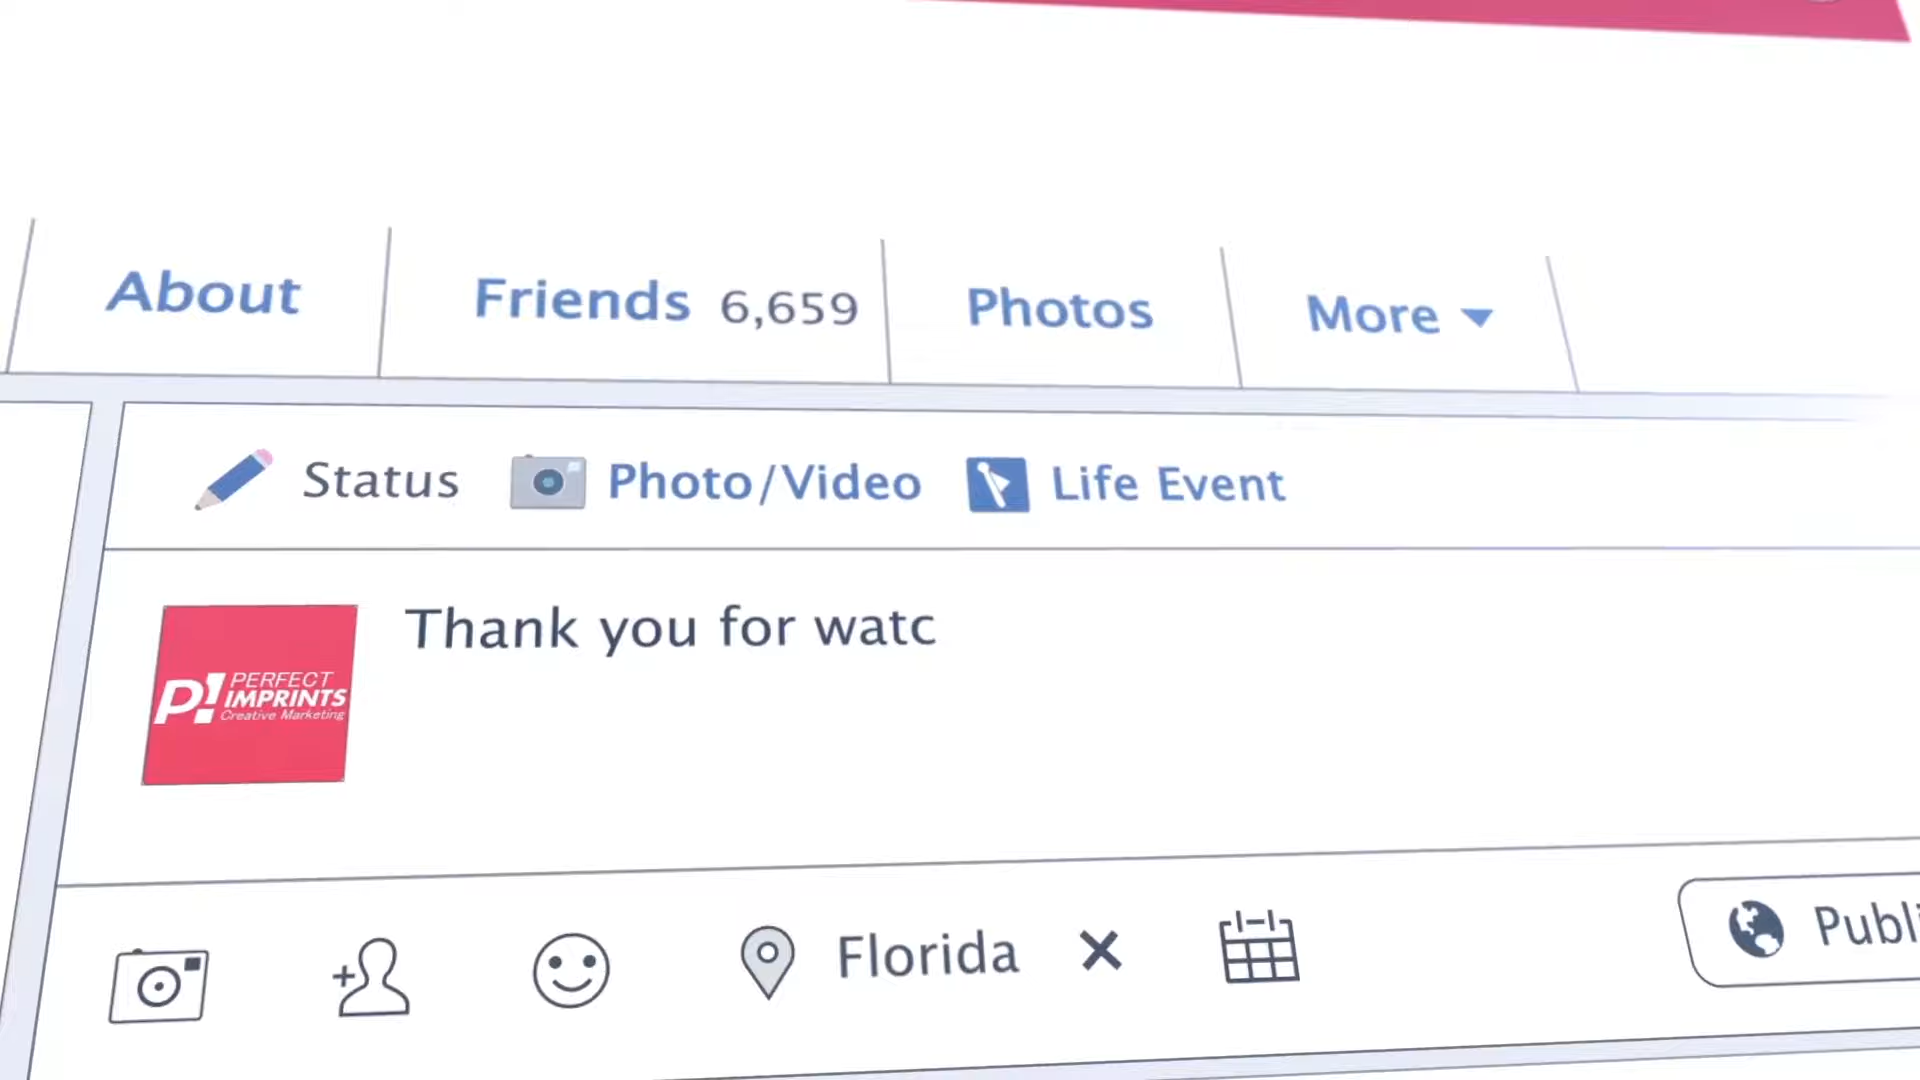 About Friends 6,659 Photos More
Status Photo/Video Life Event
Thank you for watc
P! PERFECT
IMPRINTS
Creative Marketing
Florida
Publi